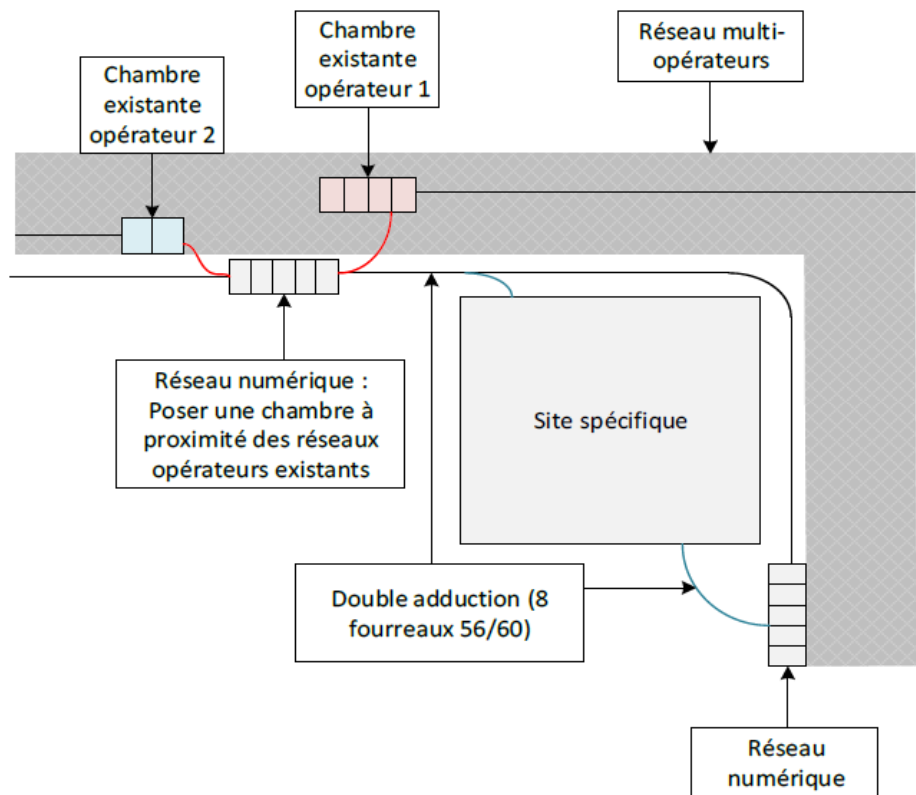 Chambre
existante
opérateur 2
Chambre
existante
opérateur 1
Réseau multi-
opérateurs
Réseau numérique :
Poser une chambre à
proximité des réseaux
opérateurs existants
Site spécifique
Double adduction (8
fourreaux 56/60)
Réseau
numérique